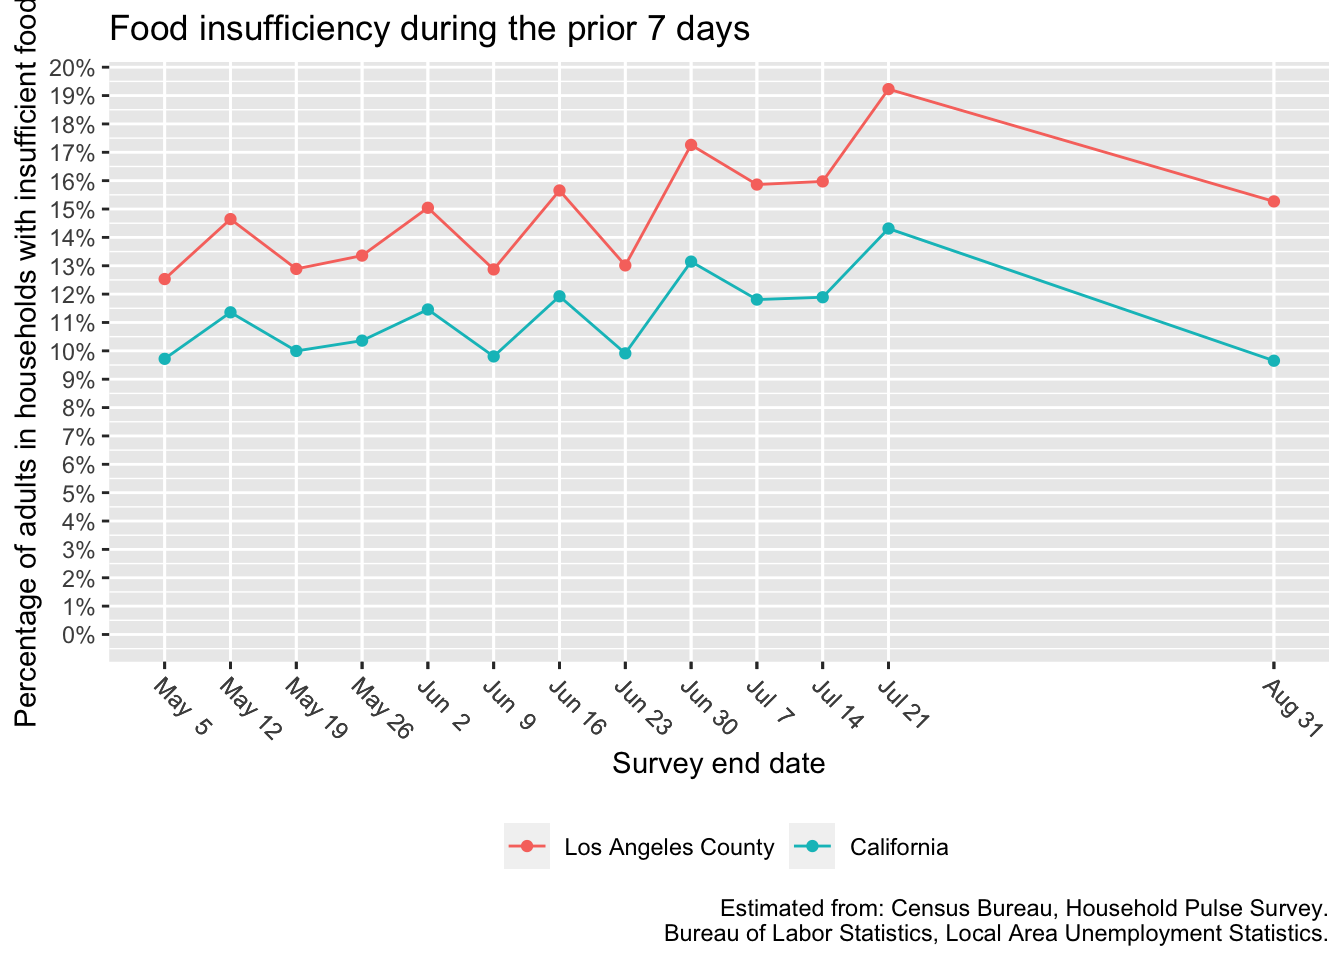 Food insufficiency during the prior 7 days
Percentage of adults in households with insufficient food
20%
19%
18%
17%
16%
15%
14%
13%
12%
11%
10%
9%
8%
7%
6%
5%
4%
3%
2%
1%
0%
May 5
May 12
May 19
May 26
Jun 2
Jun 9
Jun 16
Jun 23
Jun 30
Jul 7
Jul 14
Jul 21
Aug 31
Survey end date
Los Angeles County
California
Estimated from: Census Bureau, Household Pulse Survey.
Bureau of Labor Statistics, Local Area Unemployment Statistics.